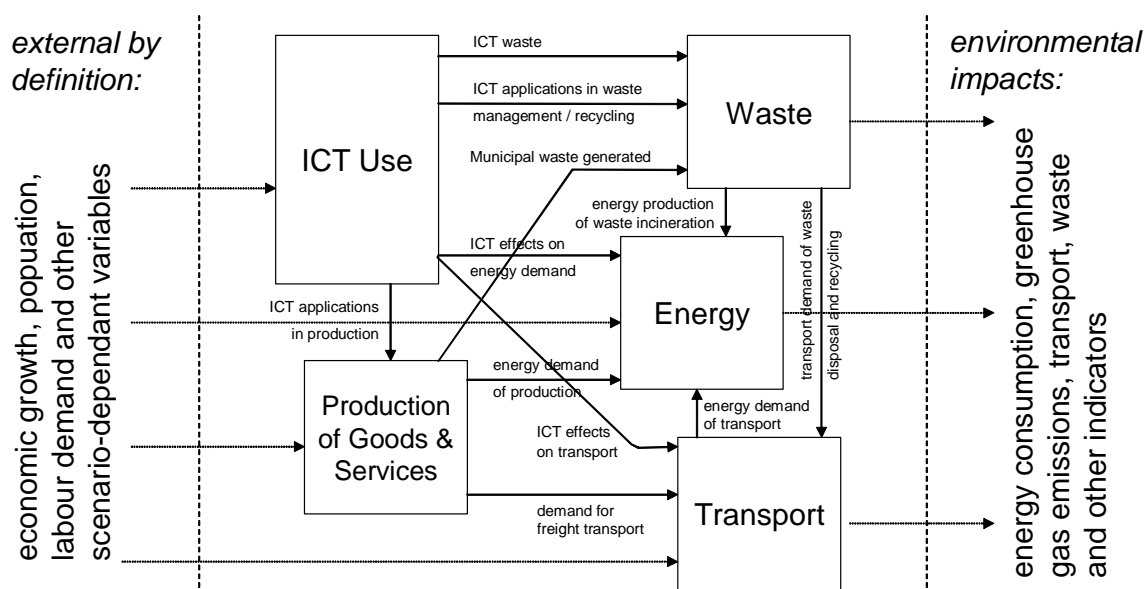 external by
definition:
economic growth, popuation,
labour demand and other
scenario-dependant variables
ICT Use
ICT waste
ICT applications in waste
management / recycling
Municipal waste generated
Waste
energy production
of waste incineration
ICT effects on
energy demand
ICT applications
in production
Energy
transport demand of waste
disposal and recycling
Production
of Goods &
Services
energy demand
of production
energy demand
of transport
ICT effects
on transport
demand for
freight transport
Transport
environmental
impacts:
energy consumption, greenhouse
gas emissions, transport, waste
and other indicators